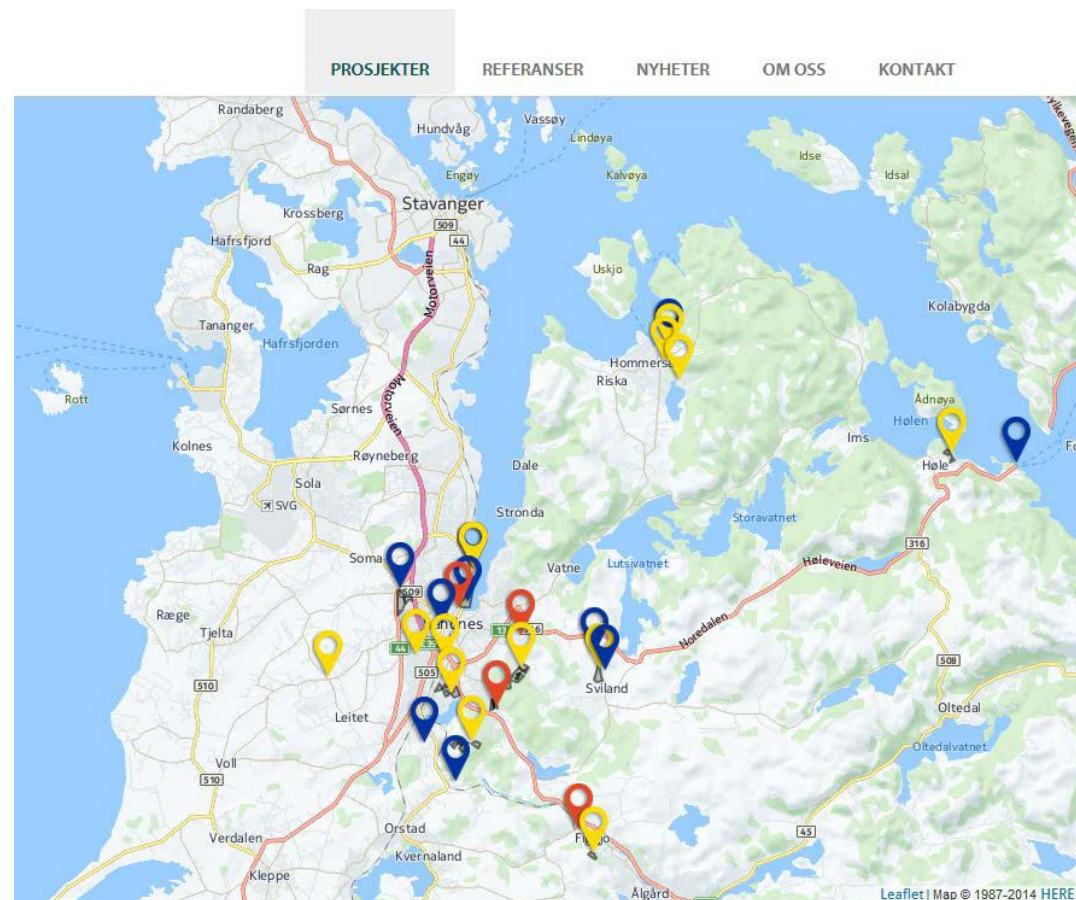 PROSJEKTER REFERANSER NYHETER OM OSS KONTAKT
Randaberg
Hundvåg
Vassøy
Lindøya
Engøy
Kalvøya
Idse
Idsal
Stavanger
509
44
Krossberg
Hafrsfjord
Rag
Motorveien
Uskjo
Kolabygda
Tananger
Hafrsfjorden
Riska
Rott
Motorveien
Sørnes
Ådnøya
Hølen
Kolnes
Røyneberg
Dale
Ims
Høle
Sola
SVG
Stronda
Storavatnet
316
Soma
Vatne
Lutsivatnet
Høleveien
509
Ræge
Tjelta
Noredalen
44
505
508
510
Sviland
Leitet
Oltedal
Voll
Oltedalvatnet
510
Verdalen
Orstad
45
Kvernaland
Kleppe
Ålgård
Leaflet | Map © 1987-2014 HERE